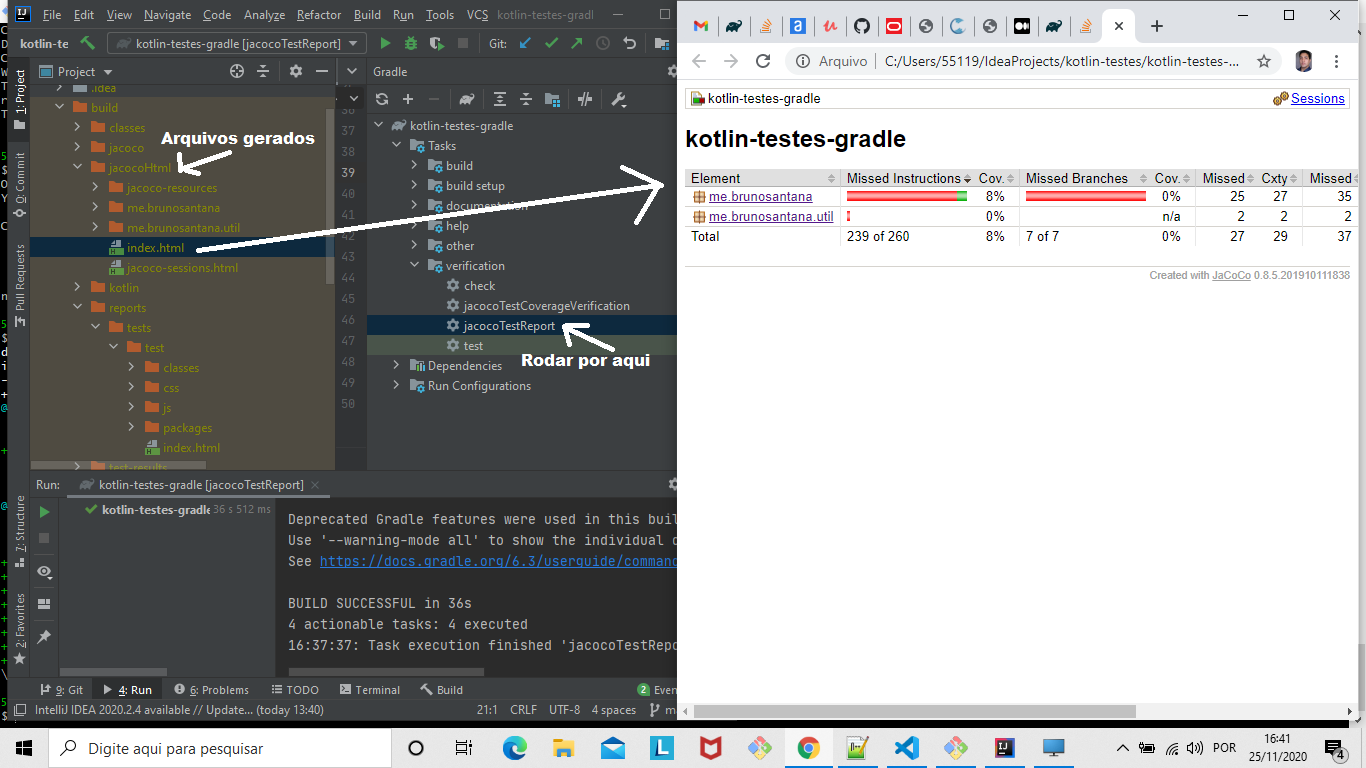 File Edit View Navigate Code Analyze Refactor Build Run Tools VCS kotlin-testes-gradl
kotlin-te
kotlin-testes-gradle [jacocoTestReport]
Git:
1: Project
Commit
Pull Requests
7: Structure
2: Favorites
Project
.idea
build
classes
jacoco
jacocoHtml
jacoco-resources
me.brunosantana
me.brunosantana.util
index.html
jacoco-sessions.html
kotlin
reports
tests
test
classes
css
js
packages
index.html
test-results
Arquivos gerados
37
38
39
40
41
42
43
44
45
46
47
48
49
50
Gradle
kotlin-testes-gradle
Tasks
build
build setup
documentation
help
other
verification
check
jacocoTestCoverageVerification
jacocoTestReport
test
Dependencies
Run Configurations
Rodar por aqui
Run: kotlin-testes-gradle [jacocoTestReport]
kotlin-testes-gradle 36 s 512 ms
Deprecated Gradle features were used in this buil
Use '--warning-mode all' to show the individual
See https://docs.gradle.org/6.3/userguide/comman
BUILD SUCCESSFUL in 36s
4 actionable tasks: 4 executed
16:37:37: Task execution finished 'jacocoTestRepo
9: Git 4: Run 6: Problems TODO Terminal Build 2 Even
IntelliJ IDEA 2020.2.4 available // Update... (today 13:40) 21:1 CRLF UTF-8 4 spaces
Arquivo C:/Users/55119/IdeaProjects/kotlin-testes/kotlin-testes-...
kotlin-testes-gradle Sessions
kotlin-testes-gradle
Element Missed Instructions Cov. Missed Branches Cov. Missed Cxty Missed
me.brunosantana 8% 0% 25 27 35
me.brunosantana.util 0% n/a 2 2 2
Total 239 of 260 8% 7 of 7 0% 27 29 37
Created with JaCoCo 0.8.5.201910111838
Digite aqui para pesquisar
POR
16:41
25/11/2020
4